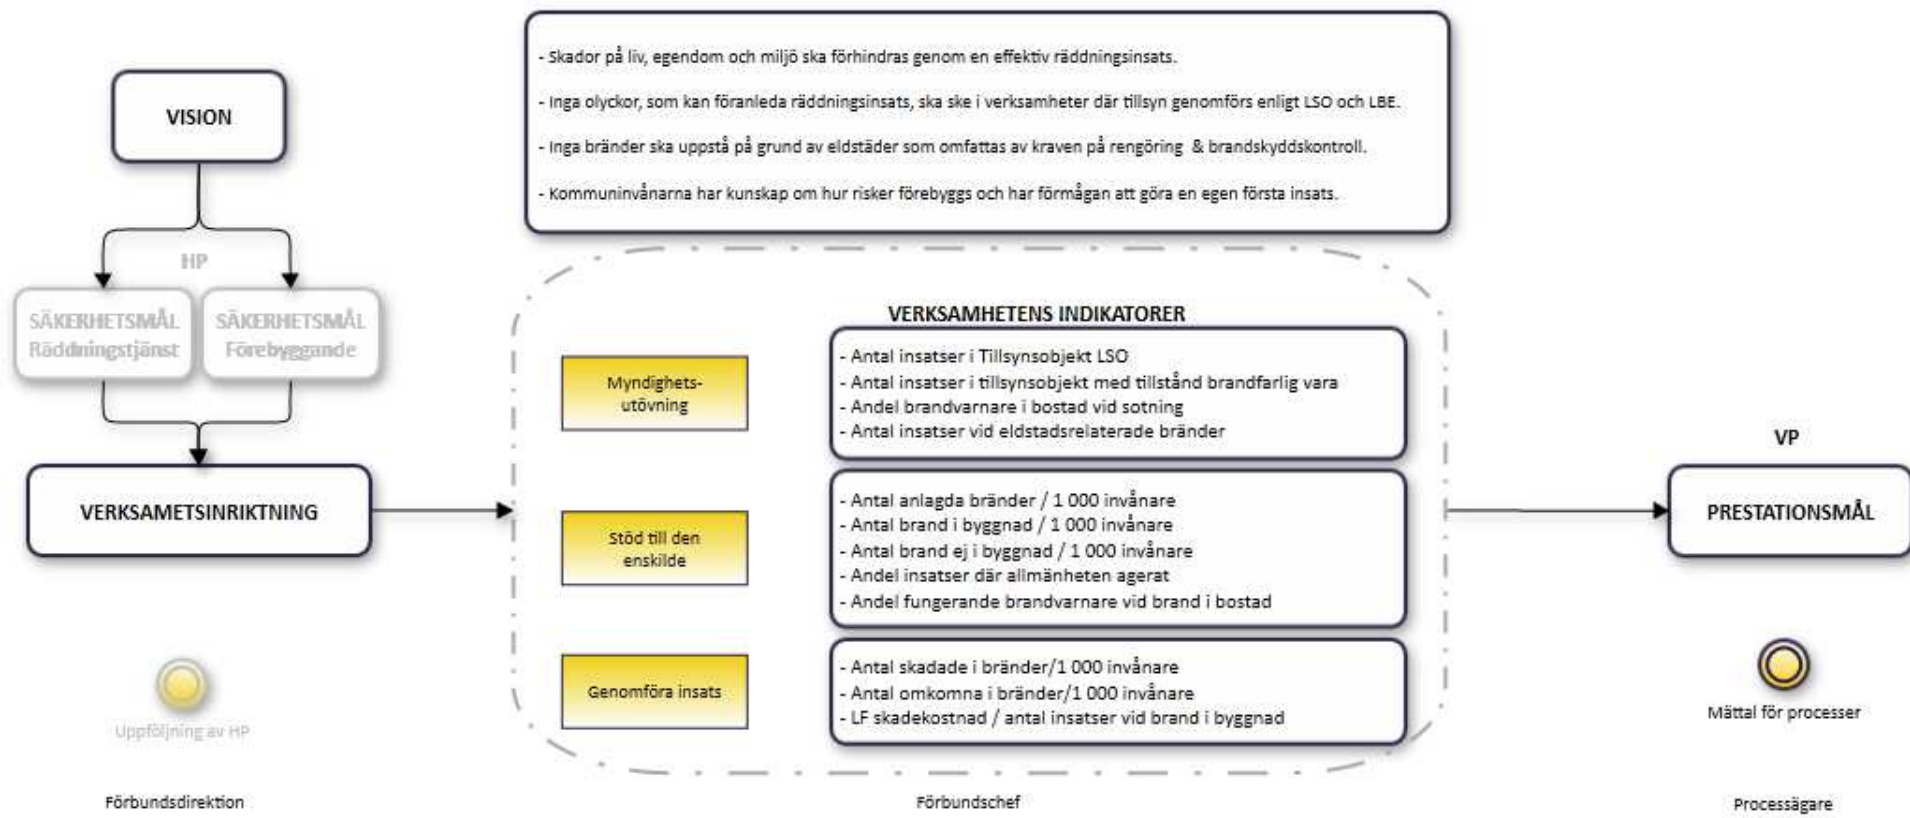 - Skador på liv, egendom och miljö ska förhindras genom en effektiv räddningsinsats.
- Inga olyckor, som kan föranleda räddningsinsats, ska ske i verksamheter där tillsyn genomförs enligt LSO och LBE.
- Inga bränder ska uppstå på grund av eldstäder som omfattas av kraven på rengöring & brandskyddskontroll.
- Kommuninvånarna har kunskap om hur risker förebyggs och har förmågan att göra en egen första insats.
VISION
HP
SÄKERHETSMÅL
Räddningstjänst
SÄKERHETSMÅL
Förebyggande
VERKSAMETSINRIKTNING
VERKSAMHETENS INDIKATORER
Myndighets-
utövning
- Antal insatser i Tillsynsobjekt LSO
- Antal insatser i tillsynsobjekt med tillstånd brandfarlig vara
- Andel brandvarnare i bostad vid sotning
- Antal insatser vid eldstadsrelaterade bränder
Stöd till den
enskilde
- Antal anlagda bränder / 1 000 invånare
- Antal brand i byggnad / 1 000 invånare
- Antal brand ej i byggnad / 1 000 invånare
- Andel insatser där allmänheten agerat
- Andel fungerande brandvarnare vid brand i bostad
Genomföra insats
- Antal skadade i bränder/1 000 invånare
- Antal omkomna i bränder/1 000 invånare
- LF skadekostnad / antal insatser vid brand i byggnad
VP
PRESTATIONSMÅL
Uppföljning av HP
Mättal för processer
Förbundsdirektion
Förbundschef
Processägare